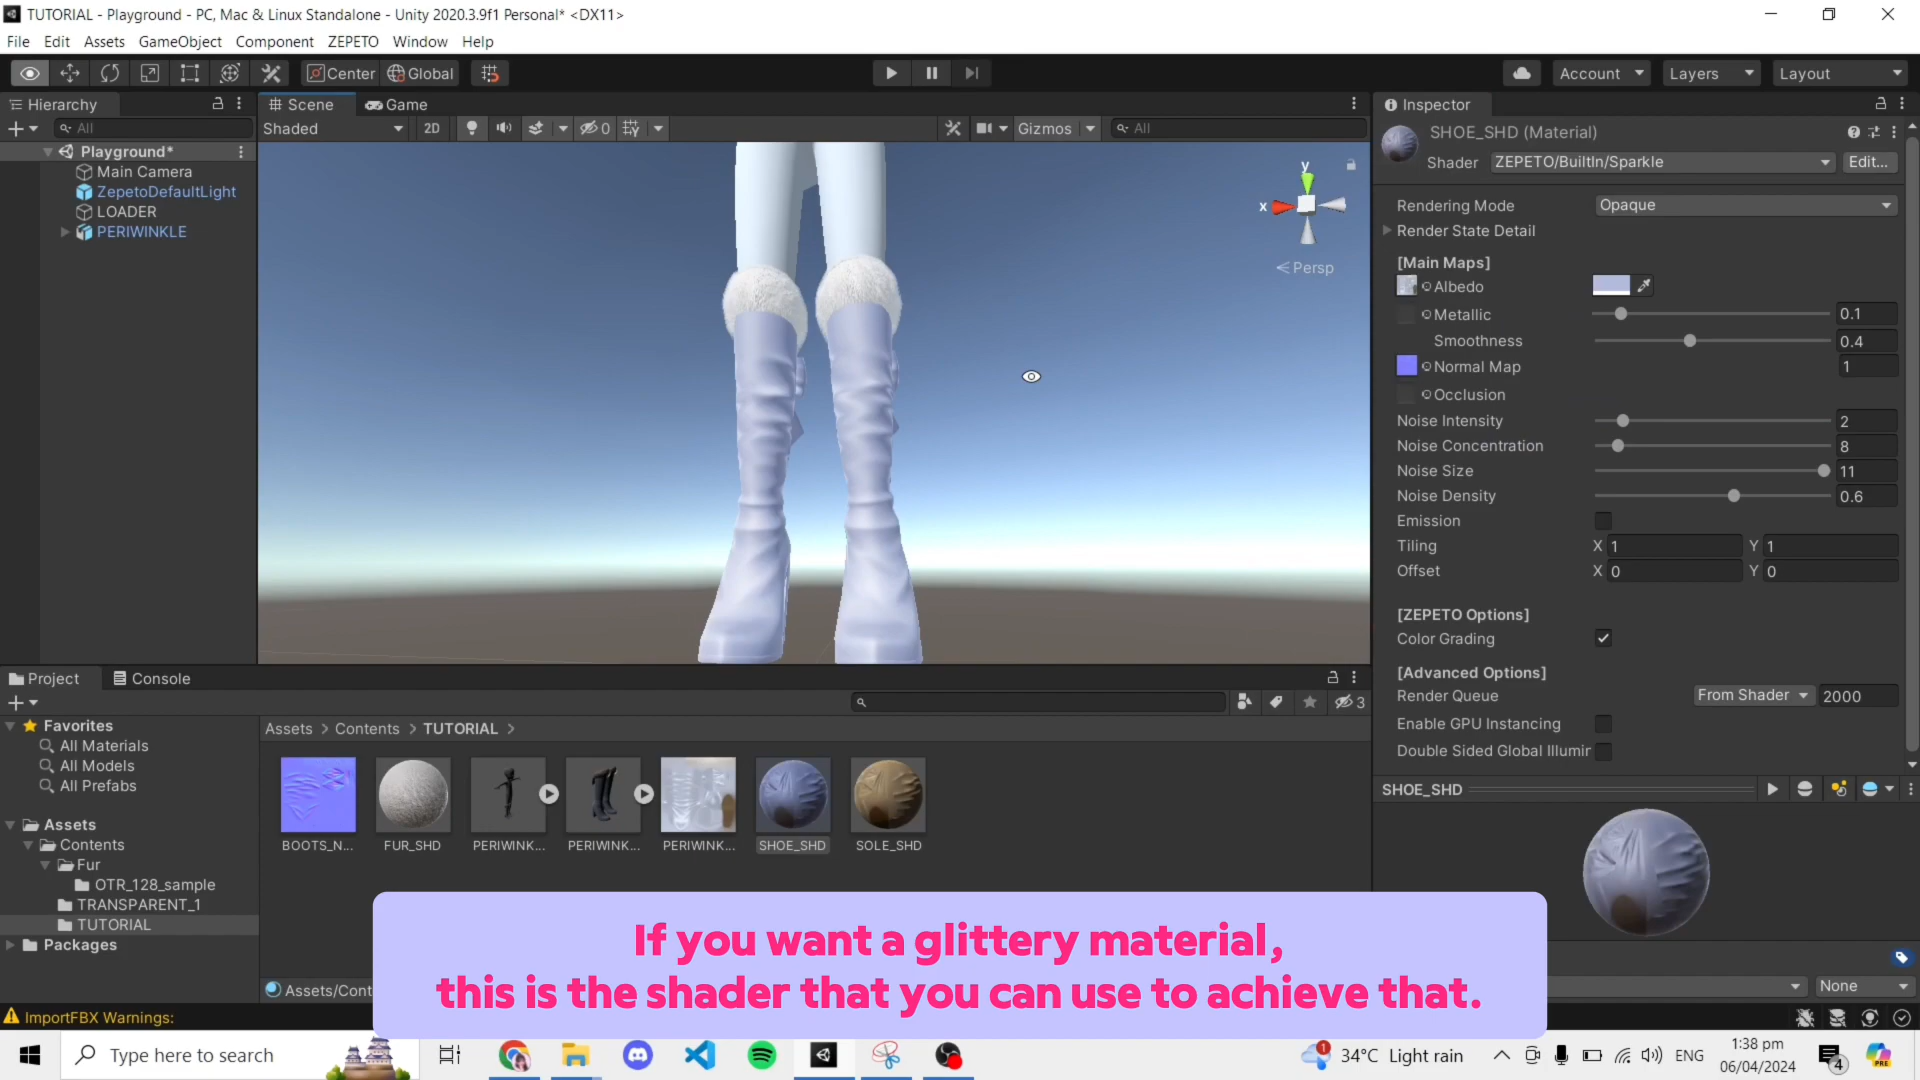 TUTORIAL - Playground - PC, Mac & Linux Standalone - Unity 2020.3.9f1 Personal* <DX11>
File Edit Assets GameObject Component ZEPETO Window Help
Center Global
Account Layers Layout
Hierarchy
All
Playground*
Main Camera
ZepetoDefaultLight
LOADER
PERIWINKLE
Scene Game
Shaded 2D 0 Gizmos All
y
x
Persp
Inspector
SHOE_SHD (Material)
Shader ZEPETO/BuiltIn/Sparkle Edit...
Rendering Mode Opaque
Render State Detail
[Main Maps]
Albedo
Metallic 0.1
Smoothness 0.4
Normal Map 1
Occlusion
Noise Intensity 2
Noise Concentration 8
Noise Size 11
Noise Density 0.6
Emission
Tiling X 1 Y 1
Offset X 0 Y 0
[ZEPETO Options]
Color Grading
[Advanced Options]
Render Queue From Shader 2000
Enable GPU Instancing
Double Sided Global Illumir
SHOE_SHD
None
Project Console
3
Favorites
All Materials
All Models
All Prefabs
Assets
Contents
Fur
OTR_128_sample
TRANSPARENT_1
TUTORIAL
Packages
Assets > Contents > TUTORIAL >
BOOTS_N... FUR_SHD PERIWINK... PERIWINK... PERIWINK... SHOE_SHD SOLE_SHD
Assets/Cont
If you want a glittery material,
this is the shader that you can use to achieve that.
ImportFBX Warnings:
Type here to search
1
34°C Light rain
ENG
1:38 pm
06/04/2024
4
PRE